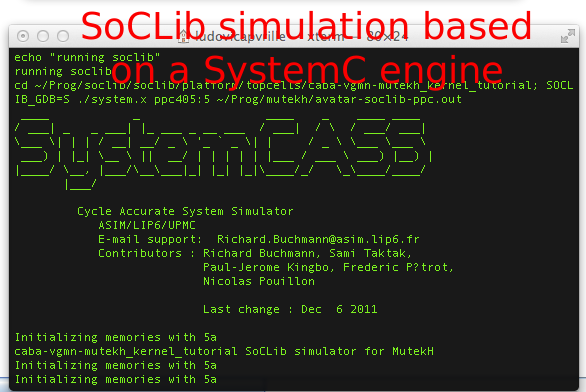 SoCLib simulation based
on a SystemC engine
ludovicapville — xterm — 80×24
echo "running soclib"
running soclib
cd ~/Prog/soclib/soclib/platform/topcells/caba-vgmn-mutekh_kernel_tutorial; SOCL
IB_GDB=S ./system.x ppc405:5 ~/Prog/mutekh/avatar-soclib-ppc.out
SystemCASS
Cycle Accurate System Simulator
ASIM/LIP6/UPMC
E-mail support:  Richard.Buchmann@asim.lip6.fr
Contributors : Richard Buchmann, Sami Taktak,
Paul-Jerome Kingbo, Frederic P?trot,
Nicolas Pouillon
Last change : Dec  6 2011
Initializing memories with 5a
caba-vgmn-mutekh_kernel_tutorial SoCLib simulator for MutekH
Initializing memories with 5a
Initializing memories with 5a